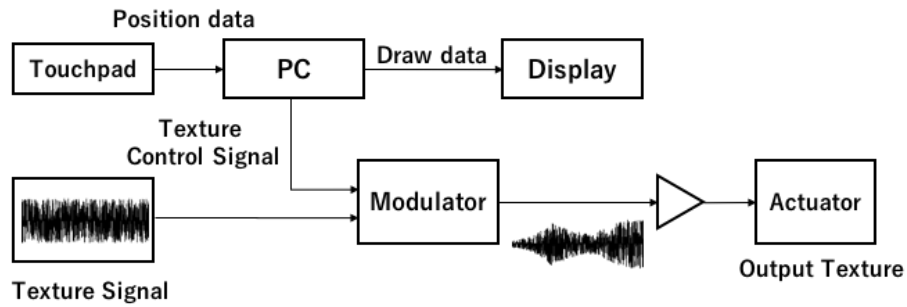 Position data
Touchpad
PC
Draw data
Display
Texture
Control Signal
Modulator
Actuator
Texture Signal
Output Texture